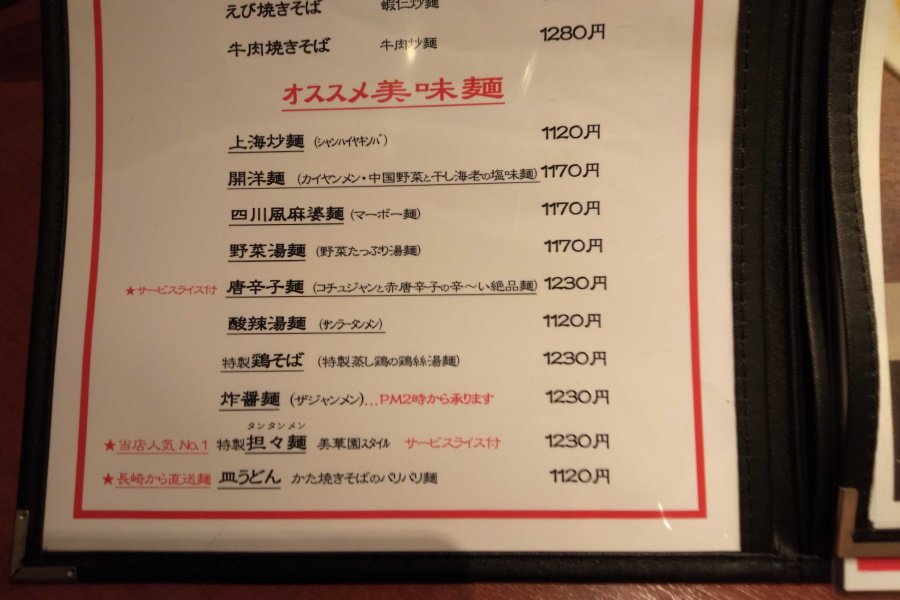 えび焼きそば 蝦仁炒麺
牛肉焼きそば 牛肉炒麺 1280円
オススメ美味麺
上海炒麺 (シャンハイヤキソバ) 1120円
開洋麺 (カイヤンメン・中国野菜と干し海老の塩味麺) 1170円
四川風麻婆麺 (マーボー麺) 1170円
野菜湯麺 (野菜たっぷり湯麺) 1170円
★サービスライス付 唐辛子麺 (コチュジャンと赤唐辛子の辛〜い絶品麺) 1230円
酸辣湯麺 (サンラータンメン) 1120円
特製鶏そば (特製蒸し鶏の鶏絲湯麺) 1230円
炸醤麺 (ザジャンメン)...PM2時から承ります 1230円
タンタンメン
★当店人気 No.1 特製担々麺 美華園スタイル サービスライス付 1230円
★長崎から直送麺 皿うどん かた焼きそばのパリパリ麺 1120円